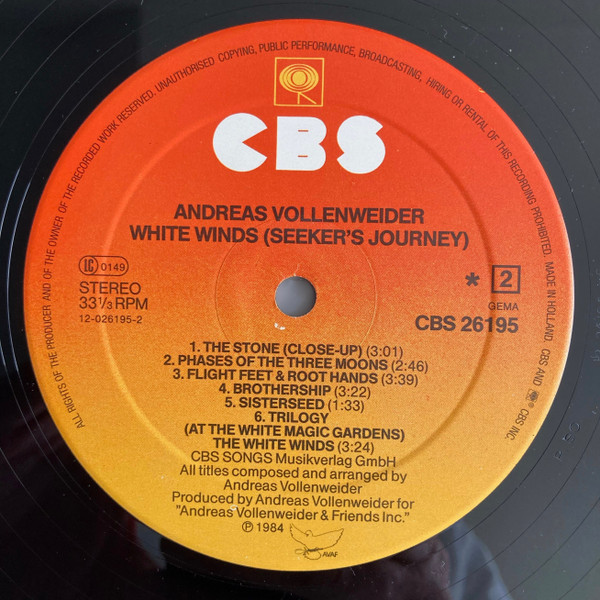 ALL RIGHTS OF THE PRODUCER AND OF THE OWNER OF THE RECORDED WORK RESERVED. UNAUTHORISED COPYING, PUBLIC PERFORMANCE, BROADCASTING, HIRING OR RENTAL OF THIS RECORDING PROHIBITED. MADE IN HOLLAND. CBS AND ® CBS INC.
CBS
ANDREAS VOLLENWEIDER
WHITE WINDS (SEEKER'S JOURNEY)
LC 0149
STEREO
33 1/3 RPM
12-026195-2
* 2
GEMA
CBS 26195
1. THE STONE (CLOSE-UP) (3:01)
2. PHASES OF THE THREE MOONS (2:46)
3. FLIGHT FEET & ROOT HANDS (3:39)
4. BROTHERSHIP (3:22)
5. SISTERSEED (1:33)
6. TRILOGY
(AT THE WHITE MAGIC GARDENS)
THE WHITE WINDS (3:24)
CBS SONGS Musikverlag GmbH
All titles composed and arranged by
Andreas Vollenweider
Produced by Andreas Vollenweider for
"Andreas Vollenweider & Friends Inc."
℗ 1984
AVAF